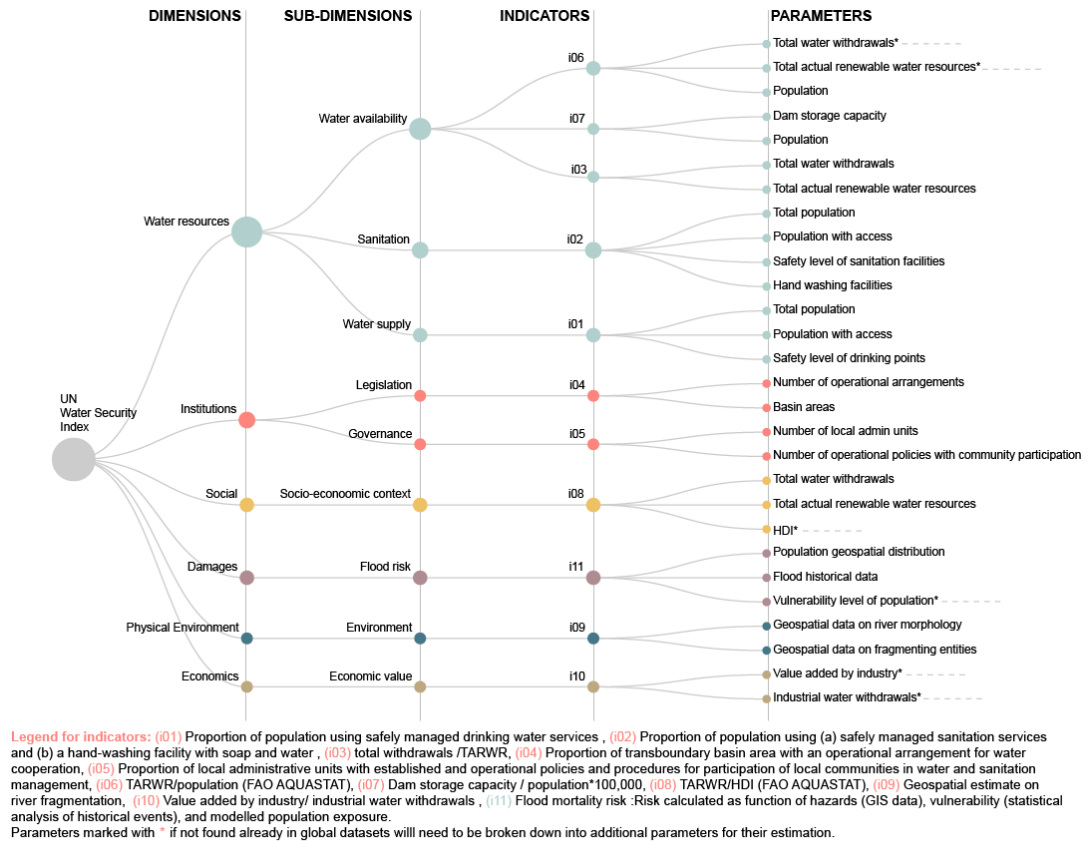 DIMENSIONS
SUB-DIMENSIONS
INDICATORS
PARAMETERS
UN
Water Security
Index
Water resources
Institutions
Social
Damages
Physical Environment
Economics
Water availability
Sanitation
Water supply
Legislation
Governance
Socio-econoomic context
Flood risk
Environment
Economic value
i06
i07
i03
i02
i01
i04
i05
i08
i11
i09
i10
Total water withdrawals*
Total actual renewable water resources*
Population
Dam storage capacity
Population
Total water withdrawals
Total actual renewable water resources
Total population
Population with access
Safety level of sanitation facilities
Hand washing facilities
Total population
Population with access
Safety level of drinking points
Number of operational arrangements
Basin areas
Number of local admin units
Number of operational policies with community participation
Total water withdrawals
Total actual renewable water resources
HDI*
Population geospatial distribution
Flood historical data
Vulnerability level of population*
Geospatial data on river morphology
Geospatial data on fragmenting entities
Value added by industry*
Industrial water withdrawals*
Legend for indicators: (i01) Proportion of population using safely managed drinking water services , (i02) Proportion of population using (a) safely managed sanitation services
and (b) a hand-washing facility with soap and water , (i03) total withdrawals /TARWR, (i04) Proportion of transboundary basin area with an operational arrangement for water
cooperation, (i05) Proportion of local administrative units with established and operational policies and procedures for participation of local communities in water and sanitation
management, (i06) TARWR/population (FAO AQUASTAT), (i07) Dam storage capacity / population*100,000, (i08) TARWR/HDI (FAO AQUASTAT), (i09) Geospatial estimate on
river fragmentation, (i10) Value added by industry/ industrial water withdrawals , (i11) Flood mortality risk :Risk calculated as function of hazards (GIS data), vulnerability (statistical
analysis of historical events), and modelled population exposure.
Parameters marked with * if not found already in global datasets willl need to be broken down into additional parameters for their estimation.